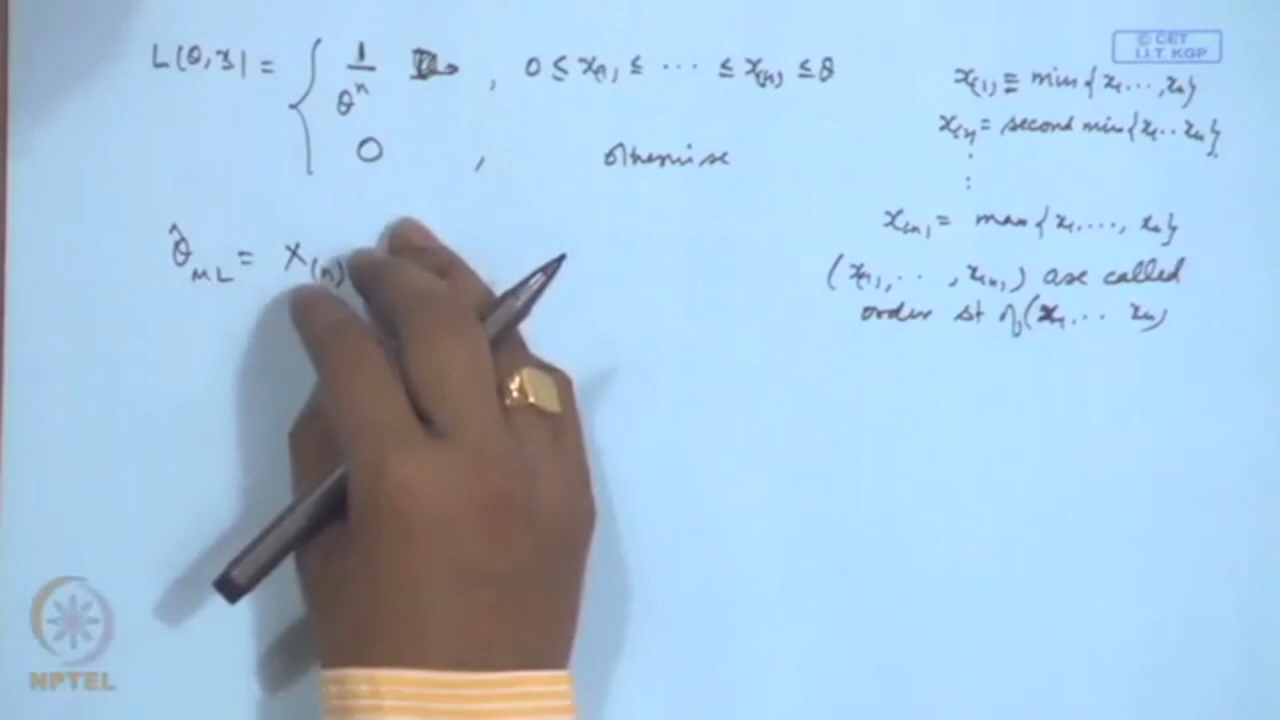 L(θ, x) = { 1/θⁿ , 0 ≤ x₍₁₎ ≤ ··· ≤ x₍ₙ₎ ≤ θ
0 , otherwise
θ̂ML = X(n)
© CET
I.I.T. KGP
x₍₁₎ ≡ min{x₁ ..., xₙ}
x₍₂₎ = second min{x₁ .. xₙ}
:
x₍ₙ₎ = max{x₁, ..., xₙ}
(x₍₁₎, .. , x₍ₙ₎) are called
order st of (x₁, ... xₙ)
NPTEL